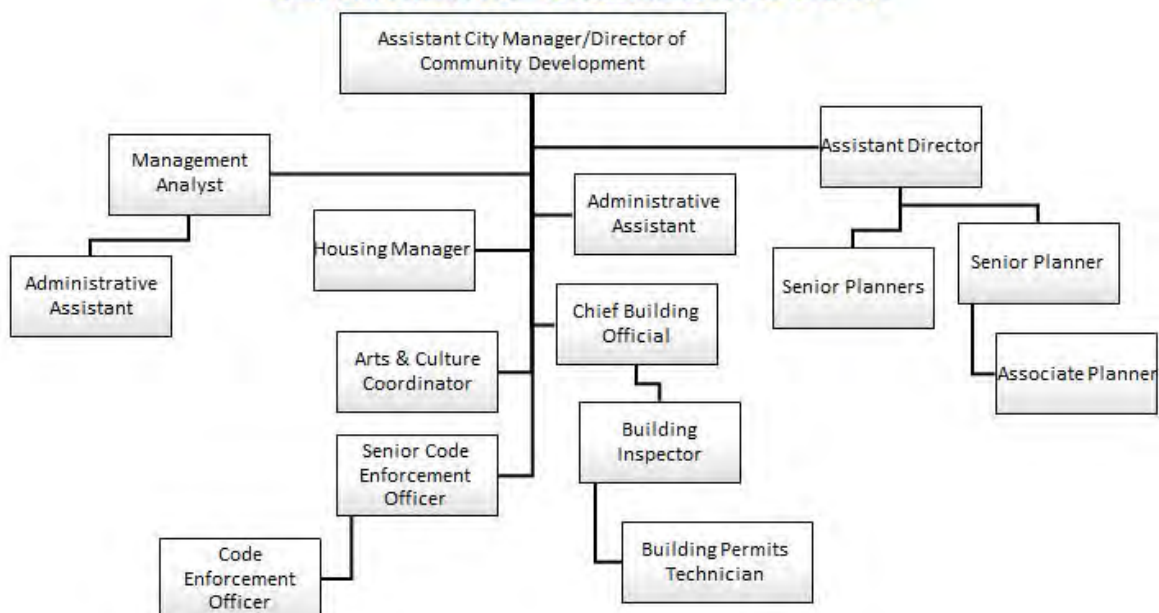 Assistant City Manager/Director of
Community Development
Assistant Director
Management
Analyst
Administrative
Assistant
Housing Manager
Senior Planner
Senior Planners
Administrative
Assistant
Chief Building
Official
Arts & Culture
Coordinator
Associate Planner
Building
Inspector
Senior Code
Enforcement
Officer
Building Permits
Technician
Code
Enforcement
Officer